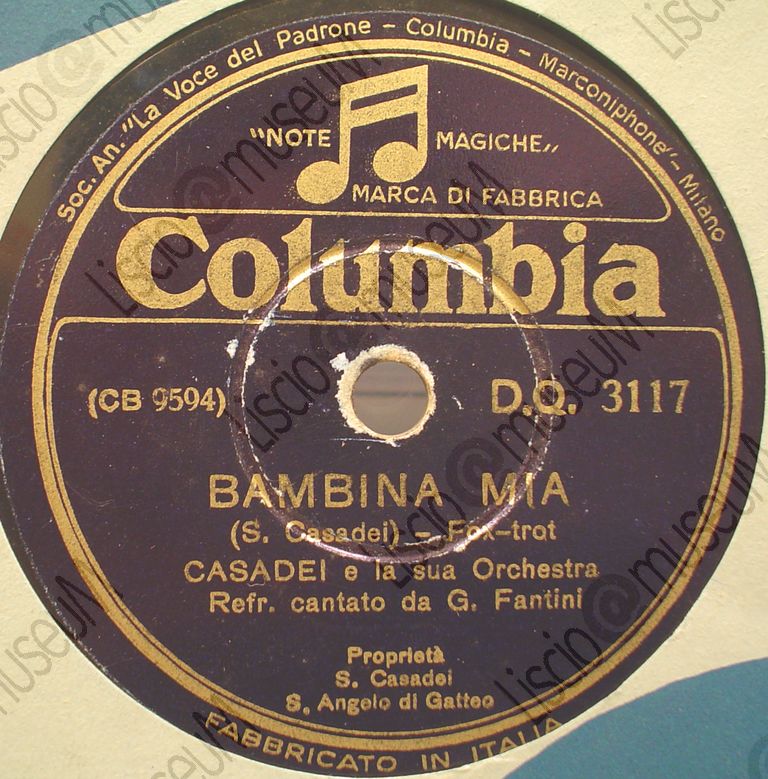 Soc. An. "La Voce del Padrone - Columbia - Marconiphone" - Milano
"NOTE MAGICHE„
MARCA DI FABBRICA
Columbia
(CB 9594) D.Q. 3117
BAMBINA MIA
(S. Casadei) - Fox-trot
CASADEI e la sua Orchestra
Refr. cantato da G. Fantini
Proprietà
S. Casadei
S. Angelo di Gatteo
FABBRICATO IN ITALIA
Liscio@museuM